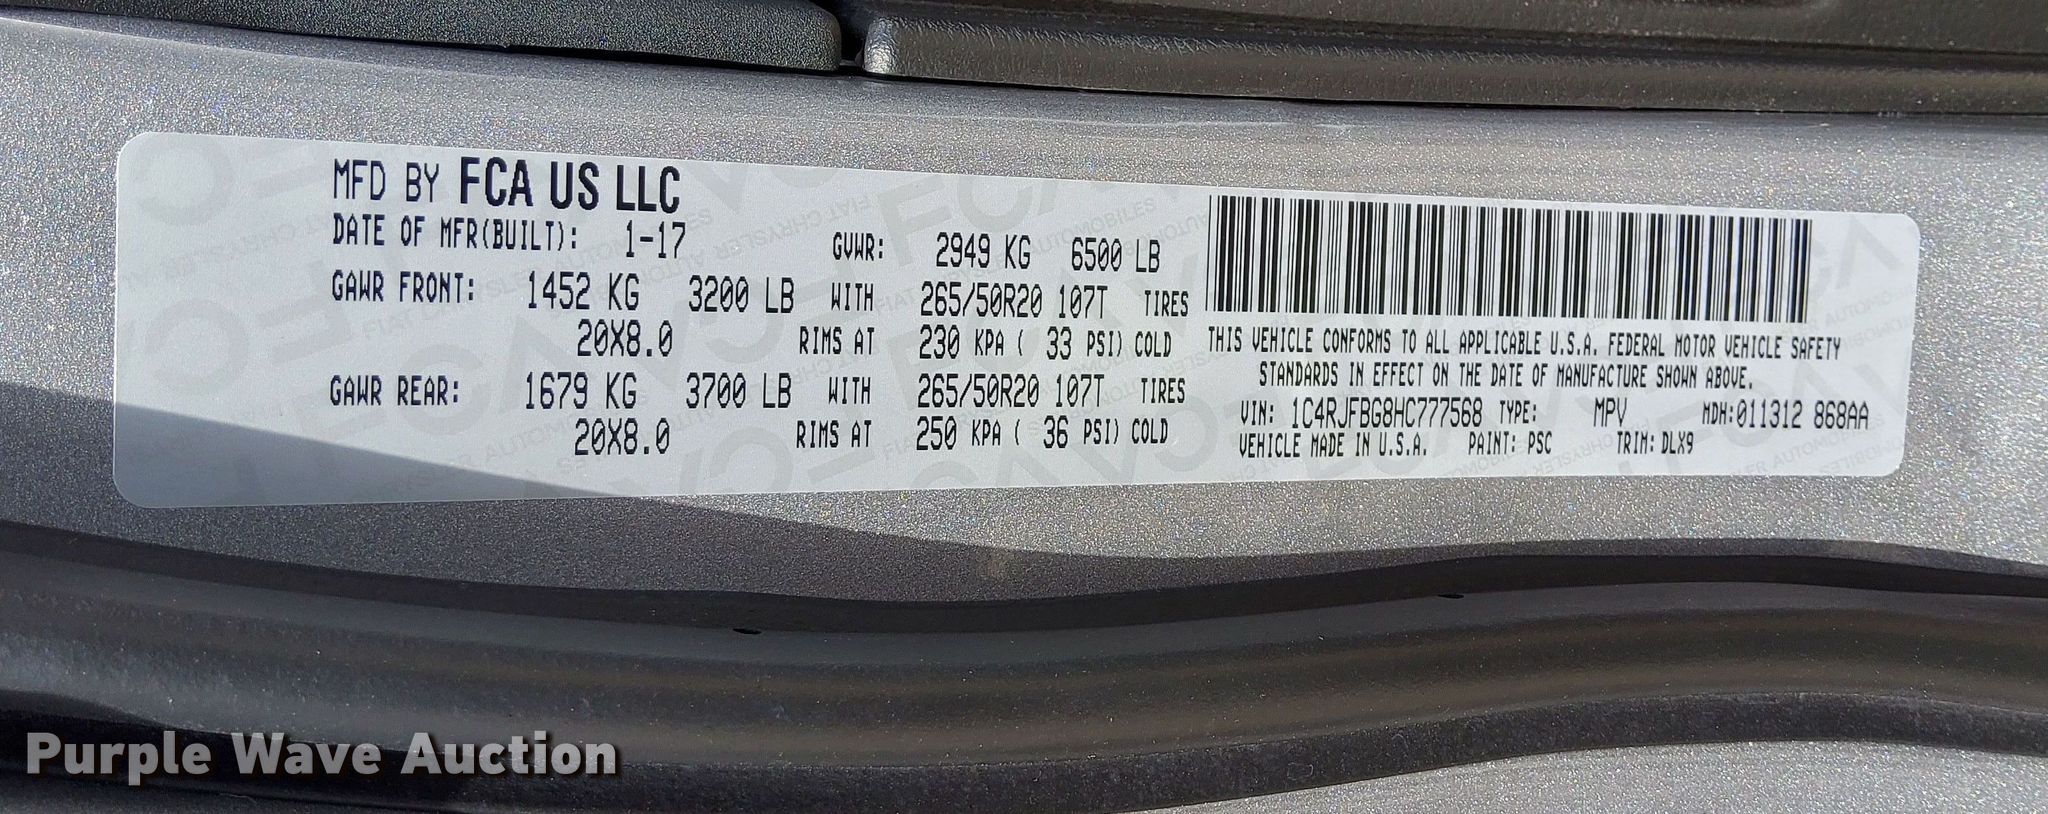 MFD BY FCA US LLC
DATE OF MFR(BUILT): 1-17 GVWR: 2949 KG 6500 LB
GAWR FRONT: 1452 KG 3200 LB WITH 265/50R20 107T TIRES
20X8.0 RIMS AT 230 KPA ( 33 PSI) COLD
GAWR REAR: 1679 KG 3700 LB WITH 265/50R20 107T TIRES
20X8.0 RIMS AT 250 KPA ( 36 PSI) COLD
THIS VEHICLE CONFORMS TO ALL APPLICABLE U.S.A. FEDERAL MOTOR VEHICLE SAFETY
STANDARDS IN EFFECT ON THE DATE OF MANUFACTURE SHOWN ABOVE.
VIN: 1C4RJFBG8HC777568 TYPE: MPV MDH:011312 868AA
VEHICLE MADE IN U.S.A. PAINT: PSC TRIM: DLX9
Purple Wave Auction